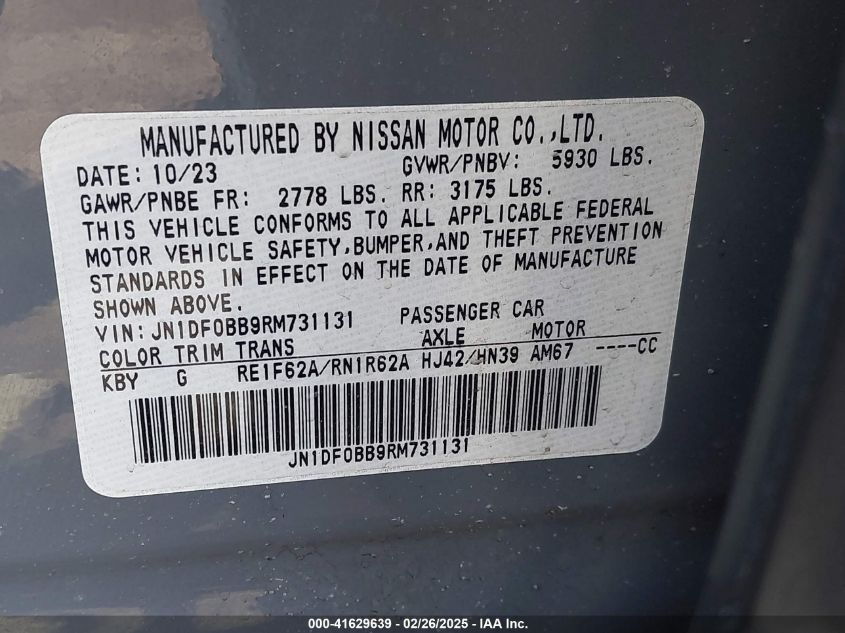 MANUFACTURED BY NISSAN MOTOR CO.,LTD.
DATE: 10/23 GVWR/PNBV: 5930 LBS.
GAWR/PNBE FR: 2778 LBS. RR: 3175 LBS.
THIS VEHICLE CONFORMS TO ALL APPLICABLE FEDERAL
MOTOR VEHICLE SAFETY,BUMPER,AND THEFT PREVENTION
STANDARDS IN EFFECT ON THE DATE OF MANUFACTURE
SHOWN ABOVE.
VIN: JN1DF0BB9RM731131 PASSENGER CAR
COLOR TRIM TRANS AXLE MOTOR
KBY G RE1F62A/RN1R62A HJ42/HN39 AM67 ----CC
JN1DF0BB9RM731131
000-41629639 - 02/26/2025 - IAA Inc.